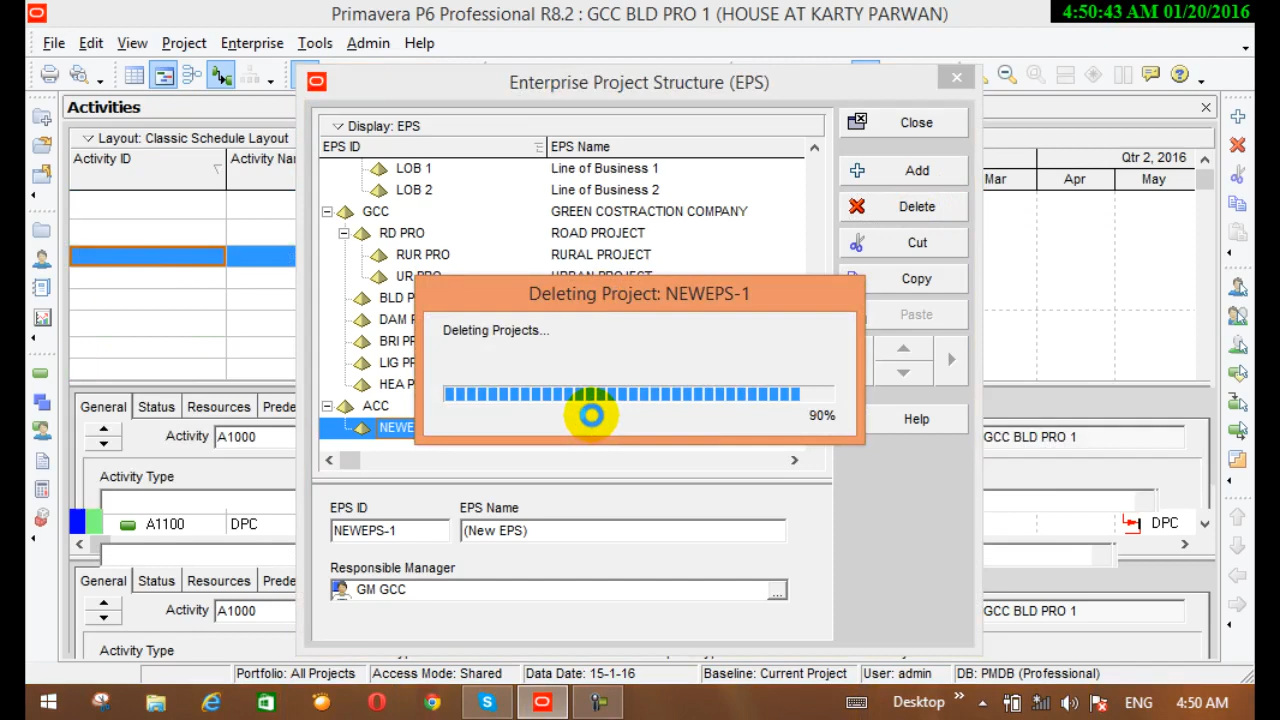 Primavera P6 Professional R8.2 : GCC BLD PRO 1 (HOUSE AT KARTY PARWAN)
4:50:43 AM 01/20/2016
File Edit View Project Enterprise Tools Admin Help
Enterprise Project Structure (EPS)
Activities
Layout: Classic Schedule Layout
Activity ID
Display: EPS
EPS ID EPS Name
LOB 1 Line of Business 1
LOB 2 Line of Business 2
GCC GREEN COSTRACTION COMPANY
RD PRO ROAD PROJECT
RUR PRO RURAL PROJECT
ACC
Close
Add
Delete
Cut
Copy
Paste
Help
Qtr 2, 2016
Mar Apr May
Deleting Project: NEWEPS-1
Deleting Projects...
90%
EPS ID EPS Name
NEWEPS-1 (New EPS)
Responsible Manager
GM GCC
...
General Status Resources
Activity A1000 GCC BLD PRO 1
Activity Type
A1100 DPC DPC
General Status Resources
Activity A1000 GCC BLD PRO 1
Activity Type
Portfolio: All Projects Access Mode: Shared Data Date: 15-1-16 Baseline: Current Project User: admin DB: PMDB (Professional)
Desktop ENG 4:50 AM